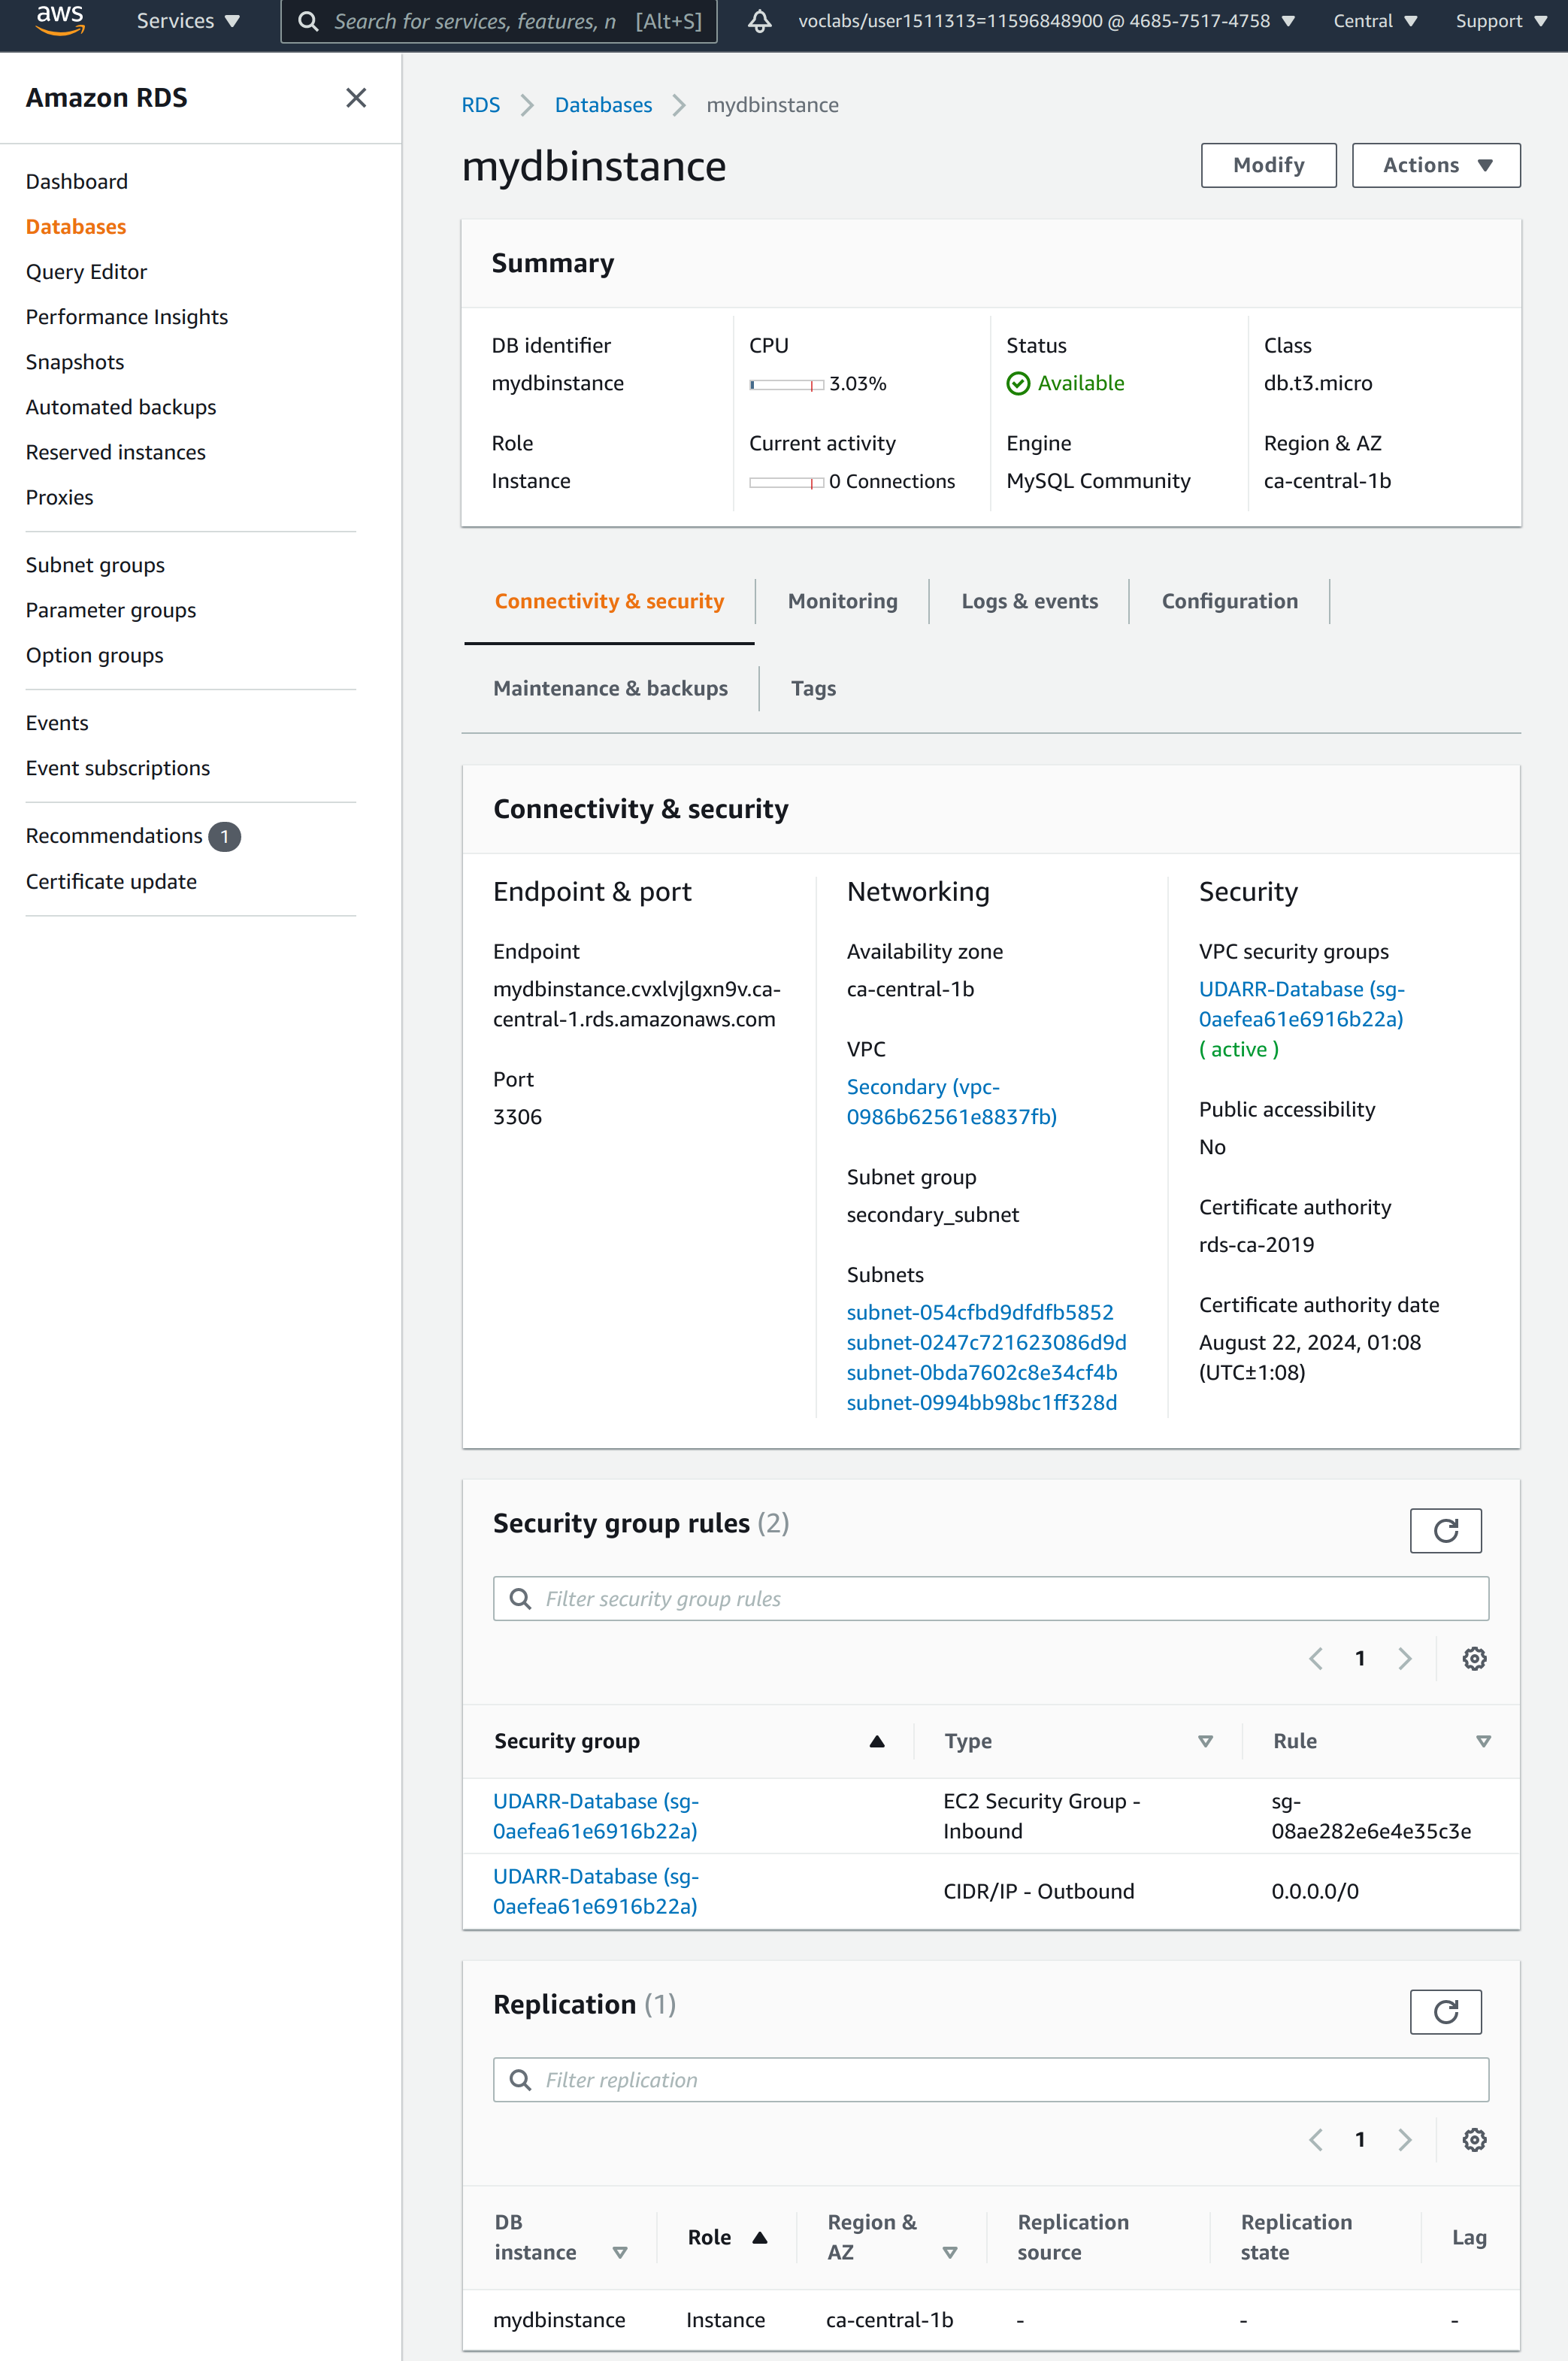 aws
Services
Search for services, features, n [Alt+S]
voclabs/user1511313=11596848900 @ 4685-7517-4758
Central
Support
Amazon RDS
Dashboard
Databases
Query Editor
Performance Insights
Snapshots
Automated backups
Reserved instances
Proxies
Subnet groups
Parameter groups
Option groups
Events
Event subscriptions
Recommendations 1
Certificate update
RDS > Databases > mydbinstance
mydbinstance
Modify
Actions
Summary
DB identifier
mydbinstance
CPU
3.03%
Status
Available
Class
db.t3.micro
Role
Instance
Current activity
0 Connections
Engine
MySQL Community
Region & AZ
ca-central-1b
Connectivity & security
Monitoring
Logs & events
Configuration
Maintenance & backups
Tags
Connectivity & security
Endpoint & port
Endpoint
mydbinstance.cvxlvjlgxn9v.ca-
central-1.rds.amazonaws.com
Port
3306
Networking
Availability zone
ca-central-1b
VPC
Secondary (vpc-
0986b62561e8837fb)
Subnet group
secondary_subnet
Subnets
subnet-054cfbd9dfdfb5852
subnet-0247c721623086d9d
subnet-0bda7602c8e34cf4b
subnet-0994bb98bc1ff328d
Security
VPC security groups
UDARR-Database (sg-
0aefea61e6916b22a)
( active )
Public accessibility
No
Certificate authority
rds-ca-2019
Certificate authority date
August 22, 2024, 01:08
(UTC±1:08)
Security group rules (2)
Filter security group rules
1
Security group
Type
Rule
UDARR-Database (sg-
0aefea61e6916b22a)
EC2 Security Group -
Inbound
sg-
08ae282e6e4e35c3e
UDARR-Database (sg-
0aefea61e6916b22a)
CIDR/IP - Outbound
0.0.0.0/0
Replication (1)
Filter replication
1
DB
instance
Role
Region &
AZ
Replication
source
Replication
state
Lag
mydbinstance
Instance
ca-central-1b
-
-
-